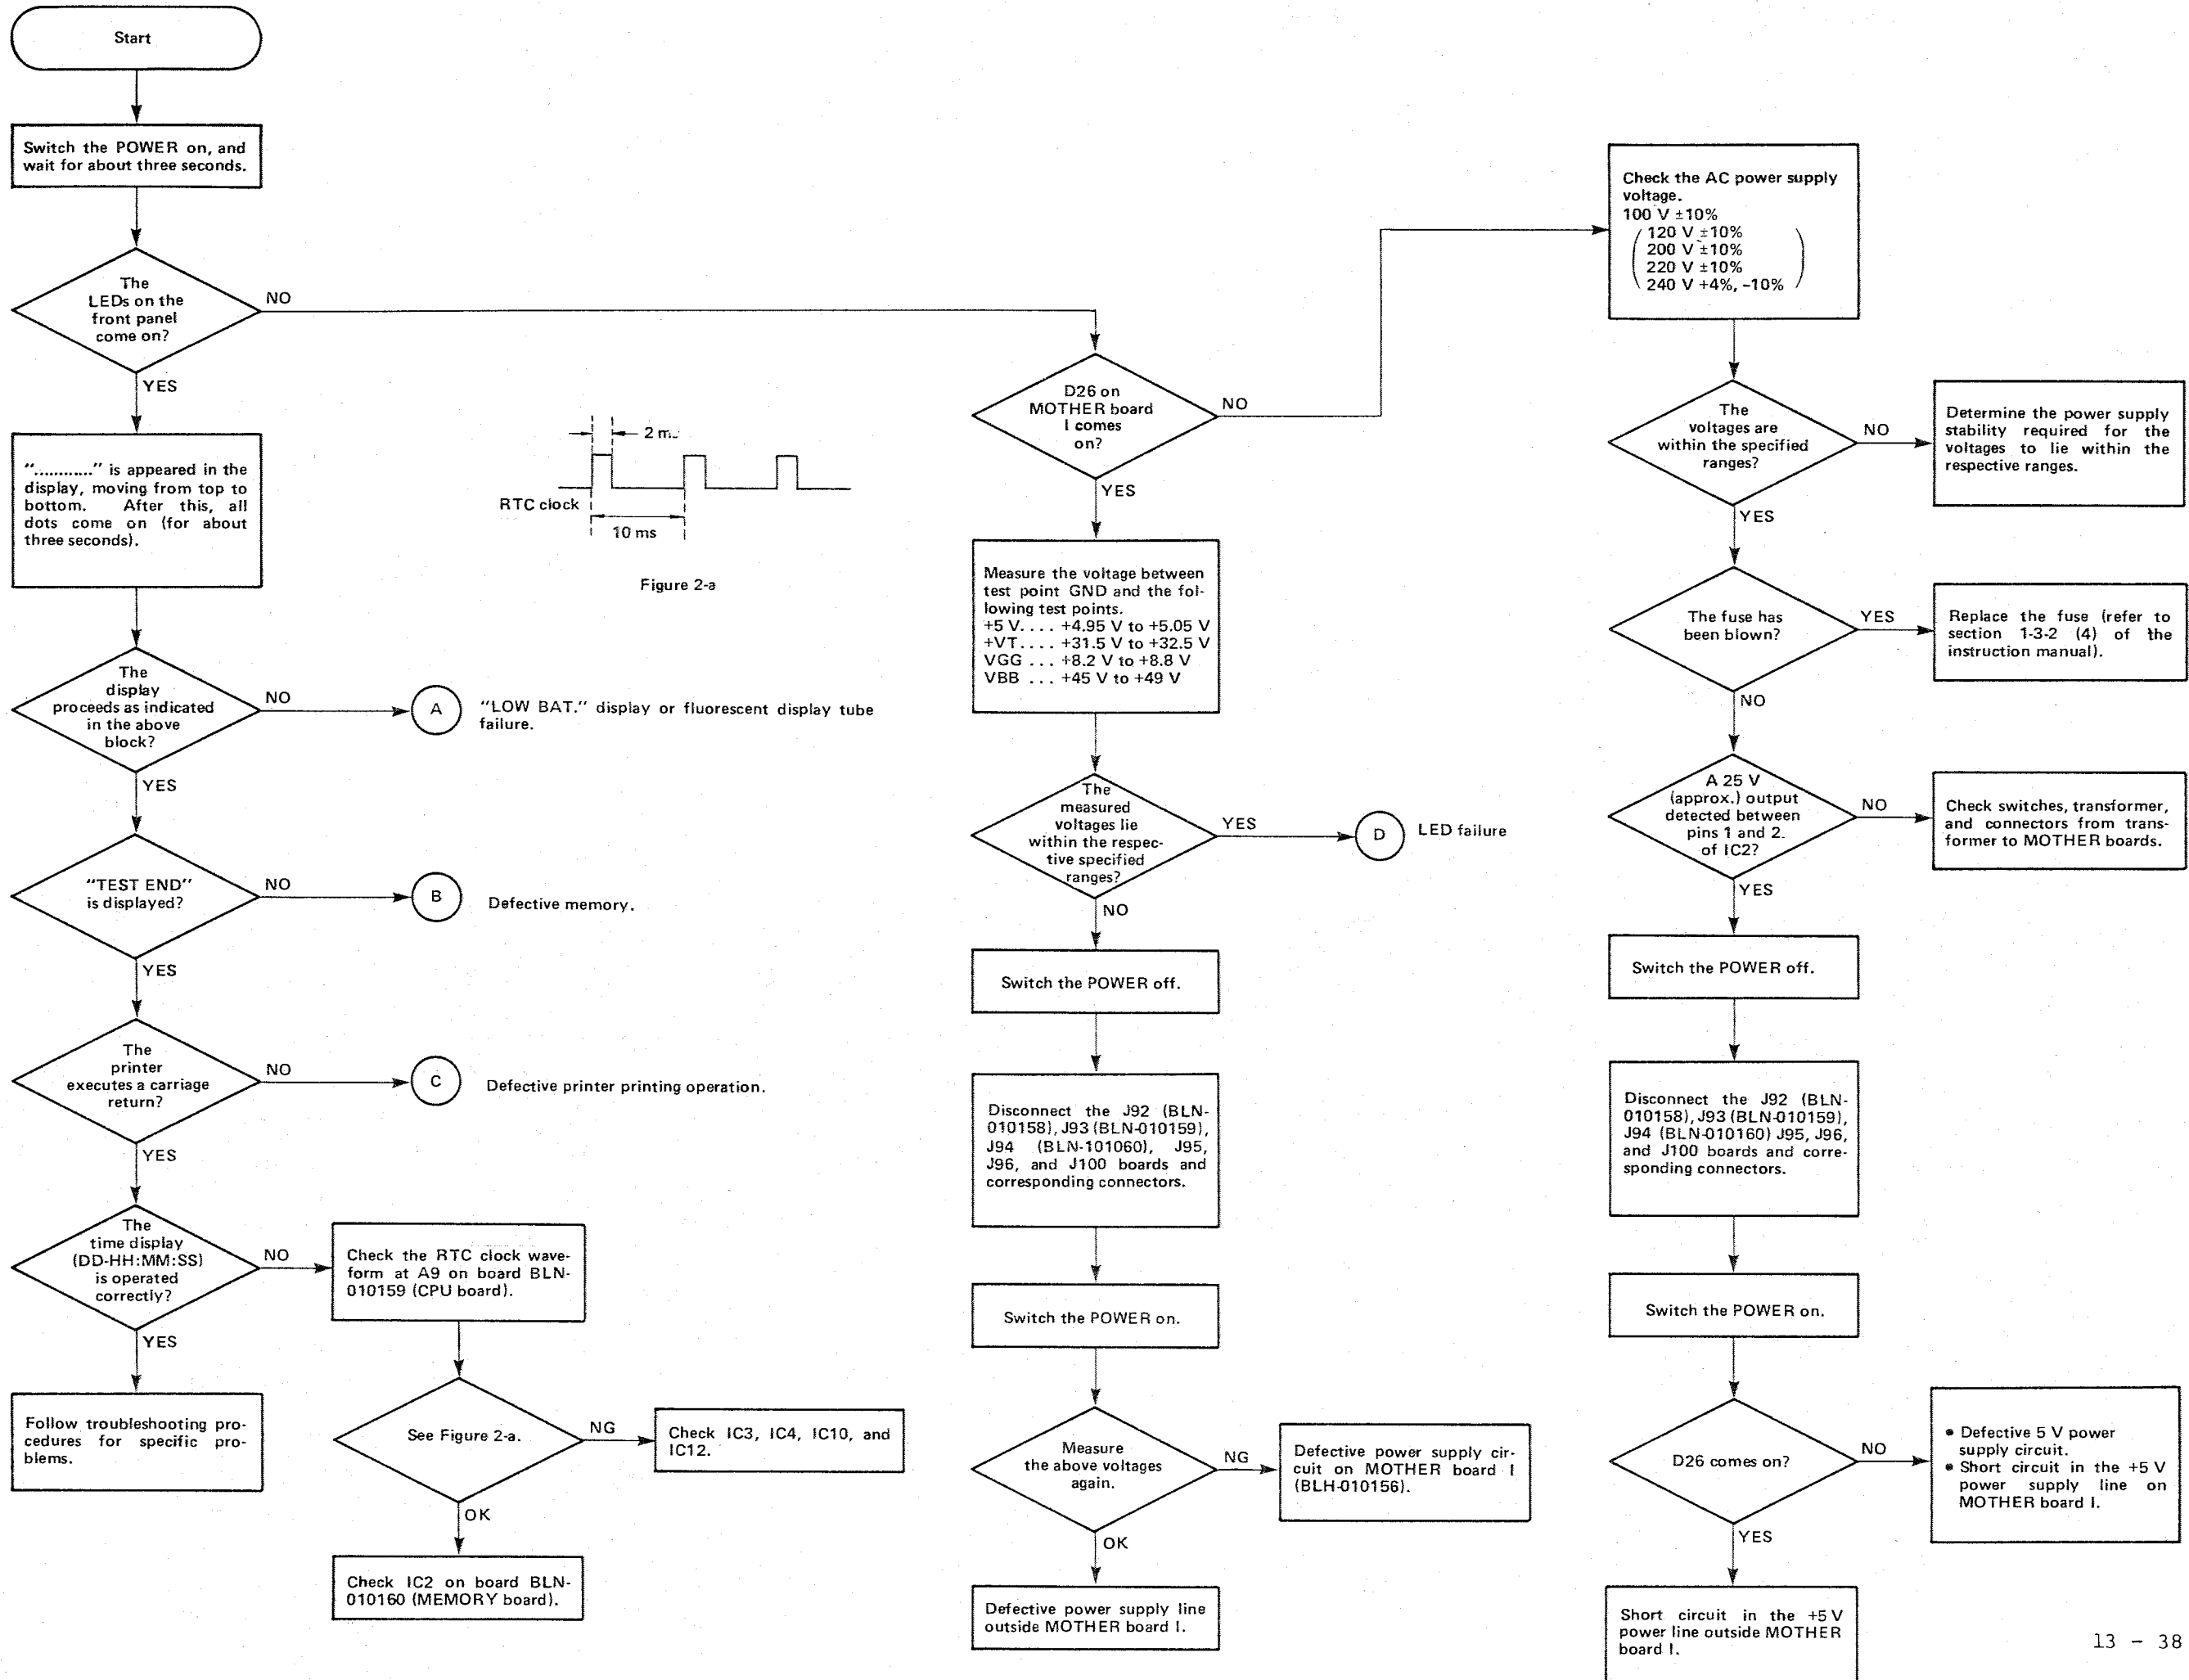 Start
Switch the POWER on, and
wait for about three seconds.
The
LEDs on the
front panel
come on?
NO
YES
"............" is appeared in the
display, moving from top to
bottom. After this, all
dots come on (for about
three seconds).
The
display
proceeds as indicated
in the above
block?
NO
A
"LOW BAT." display or fluorescent display tube
failure.
YES
"TEST END"
is displayed?
NO
B
Defective memory.
YES
The
printer
executes a carriage
return?
NO
C
Defective printer printing operation.
YES
The
time display
(DD-HH:MM:SS)
is operated
correctly?
NO
YES
Follow troubleshooting pro-
cedures for specific pro-
blems.
Check the RTC clock wave-
form at A9 on board BLN-
010159 (CPU board).
See Figure 2-a.
NG
Check IC3, IC4, IC10, and
IC12.
OK
Check IC2 on board BLN-
010160 (MEMORY board).
2
RTC clock
10 ms
Figure 2-a
D26 on
MOTHER board
I comes
on?
NO
YES
Measure the voltage between
test point GND and the fol-
lowing test points.
+5 V.... +4.95 V to +5.05 V
+VT.... +31.5 V to +32.5 V
VGG ... +8.2 V to +8.8 V
VBB ... +45 V to +49 V
The
measured
voltages lie
within the respec-
tive specified
ranges?
YES
D
LED failure
NO
Switch the POWER off.
Disconnect the J92 (BLN-
010158), J93 (BLN-010159),
J94 (BLN-101060), J95,
J96, and J100 boards and
corresponding connectors.
Switch the POWER on.
Measure
the above voltages
again.
NG
Defective power supply cir-
cuit on MOTHER board I
(BLH-010156).
OK
Defective power supply line
outside MOTHER board I.
Check the AC power supply
voltage.
100 V ±10%
( 120 V ±10%
200 V ±10%
220 V ±10%
240 V +4%, -10% )
The
voltages are
within the specified
ranges?
NO
Determine the power supply
stability required for the
voltages to lie within the
respective ranges.
YES
The fuse has
been blown?
YES
Replace the fuse (refer to
section 1-3-2 (4) of the
instruction manual).
NO
A 25 V
(approx.) output
detected between
pins 1 and 2.
of IC2?
NO
Check switches, transformer,
and connectors from trans-
former to MOTHER boards.
YES
Switch the POWER off.
Disconnect the J92 (BLN-
010158), J93 (BLN-010159),
J94 (BLN-010160) J95, J96,
and J100 boards and corre-
sponding connectors.
Switch the POWER on.
D26 comes on?
NO
• Defective 5 V power
supply circuit.
• Short circuit in the +5 V
power supply line on
MOTHER board I.
YES
Short circuit in the +5 V
power line outside MOTHER
board I.
13 - 38